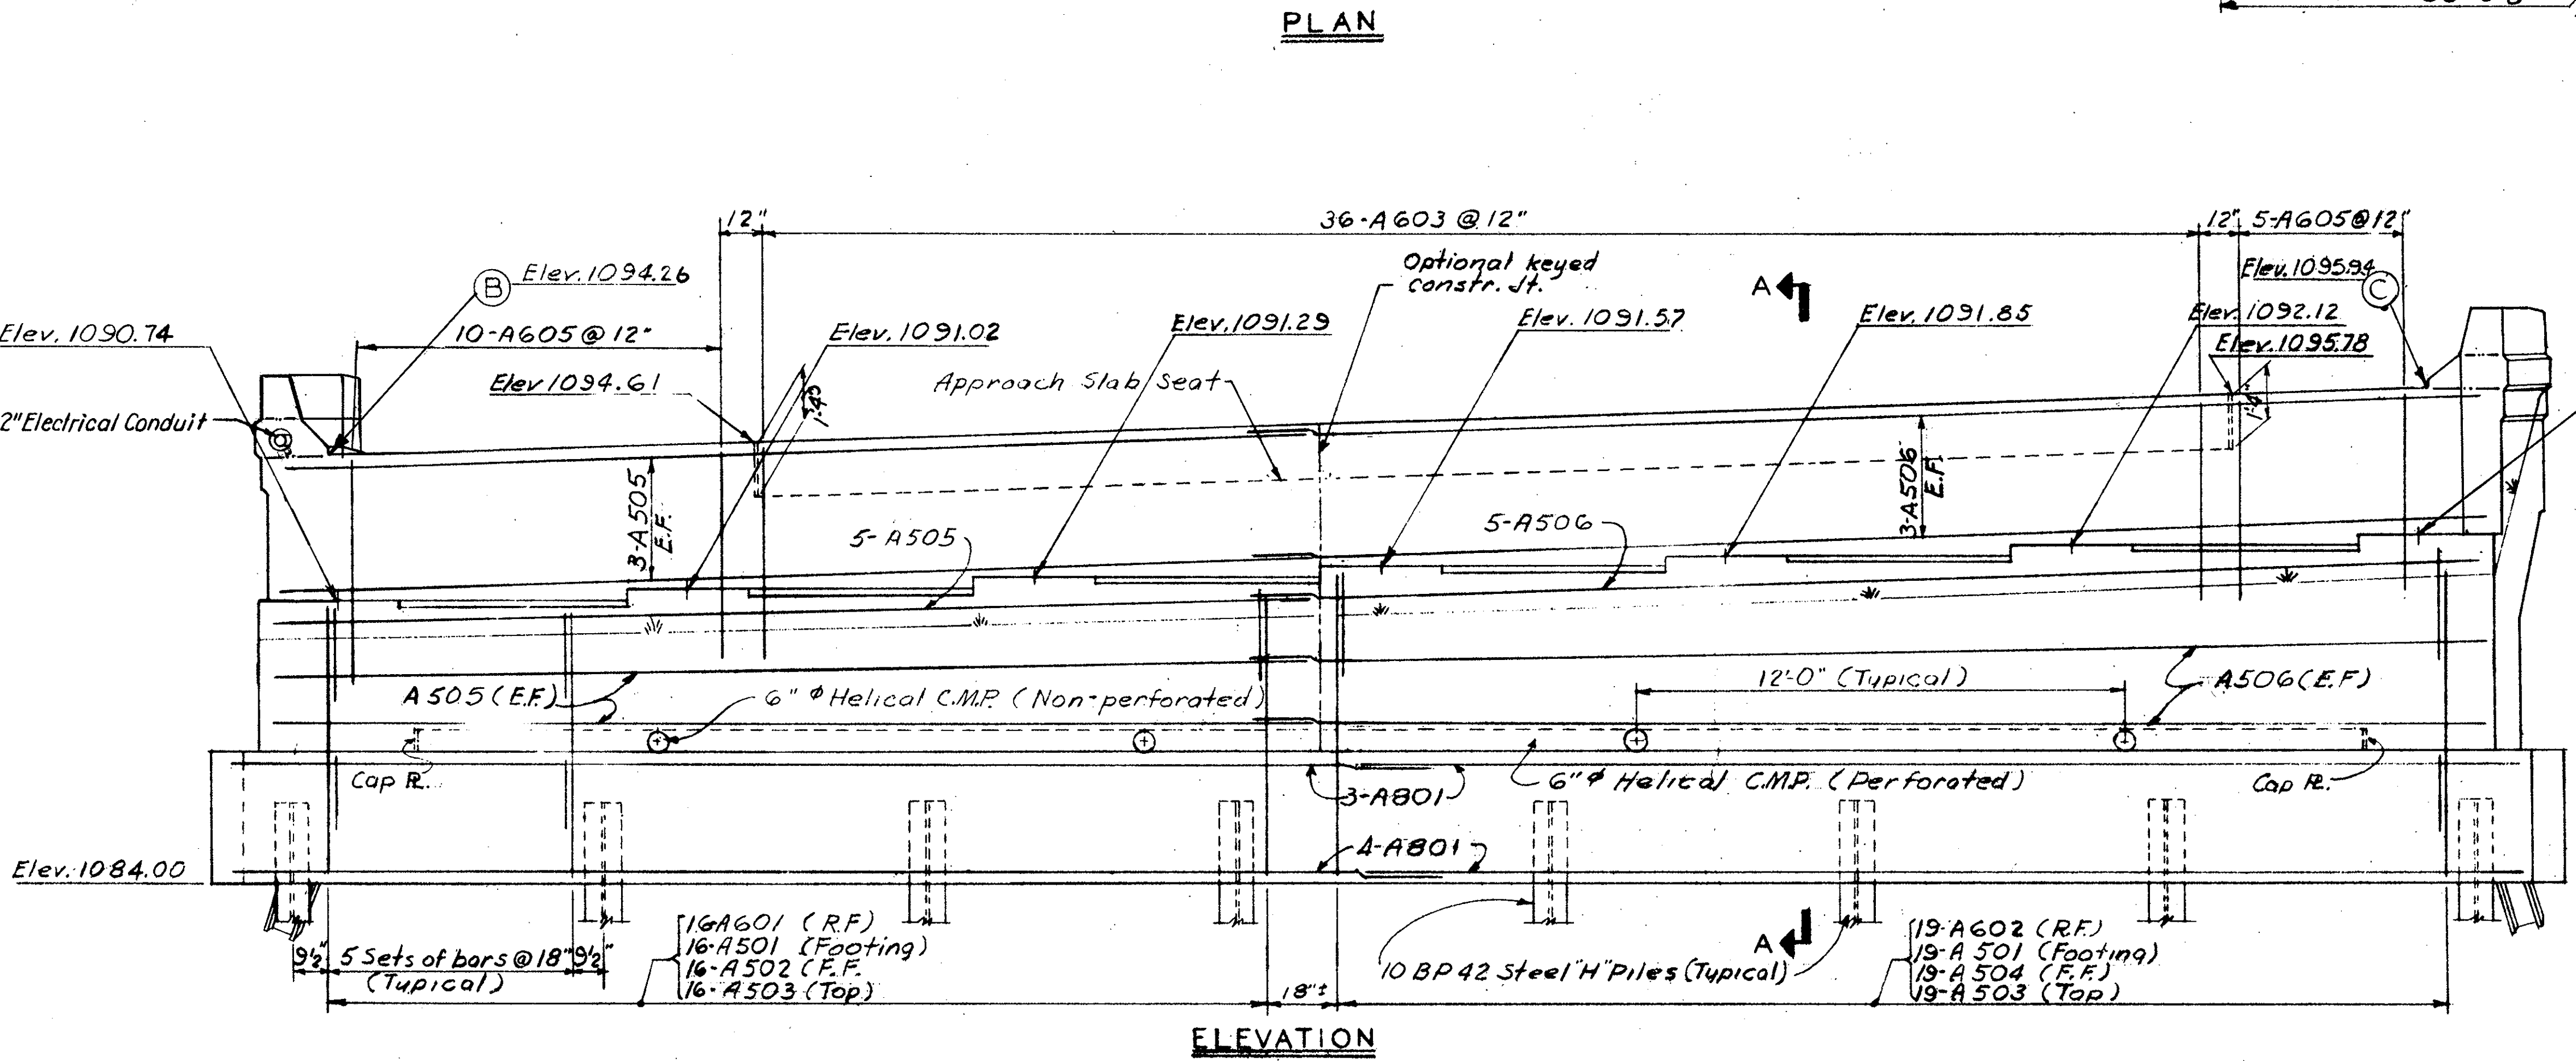 PLAN
12"
36-A603 @ 12"
12"
5-A605 @ 12"
Optional keyed
constr. Jt.
A
Elev. 1095.94
C
B
Elev. 1094.26
Elev. 1090.74
10-A605 @ 12"
Elev. 1091.02
Elev. 1091.29
Elev. 1091.57
Elev. 1091.85
Elev. 1092.12
Elev. 1095.78
Elev 1094.61
1'-4"
Approach Slab Seat
1'-4"
2" Electrical Conduit
3-A505
E.F.
3-A506
E.F.
5-A505
5-A506
A505 (E.F.)
6" φ Helical C.M.P. (Non-perforated)
12'-0" (Typical)
A506 (E.F.)
Cap PL.
3-A801
6" φ Helical C.M.P. (Perforated)
Cap PL.
4-A801
Elev. 1084.00
9½"
5 Sets of bars @ 18"
(Typical)
9½"
16-A601 (R.F.)
16-A501 (Footing)
16-A502 (F.F.
16-A503 (Top)
18"±
10 BP 42 Steel "H" Piles (Typical)
A
19-A602 (R.F.)
19-A501 (Footing)
19-A504 (F.F.)
19-A503 (Top)
ELEVATION